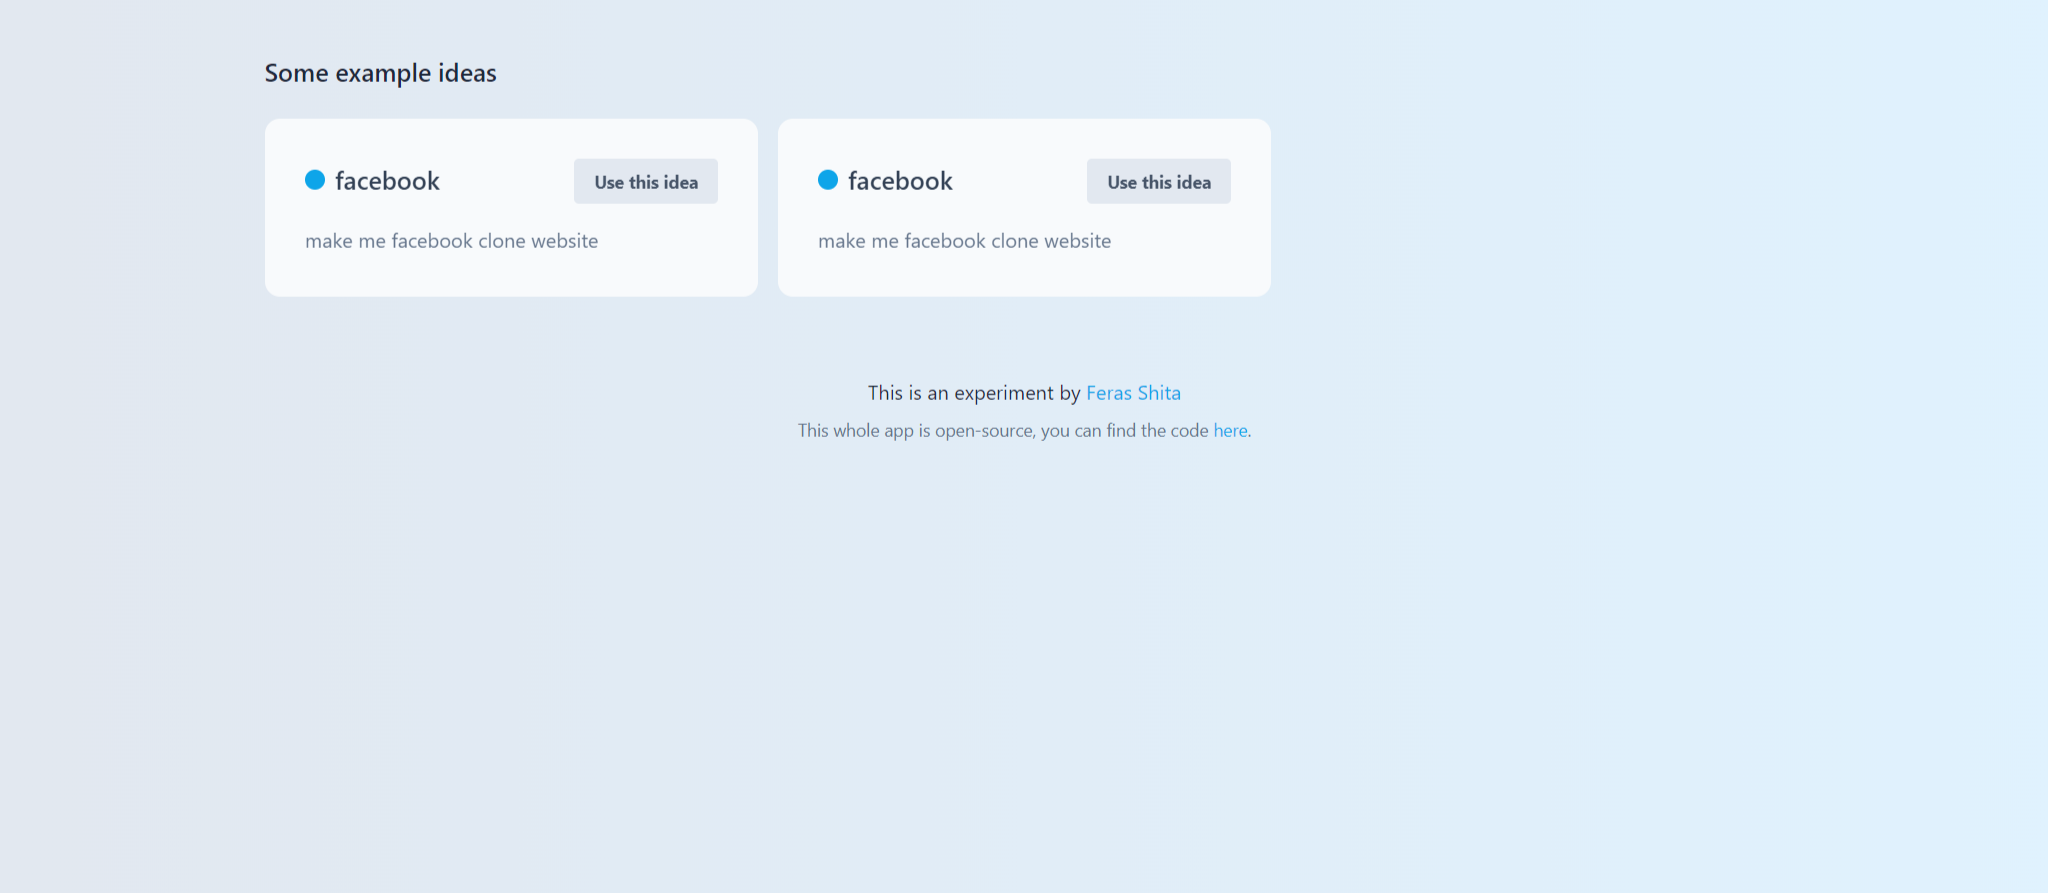 Some example ideas
facebook
Use this idea
make me facebook clone website
facebook
Use this idea
make me facebook clone website
This is an experiment by Feras Shita
This whole app is open-source, you can find the code here.